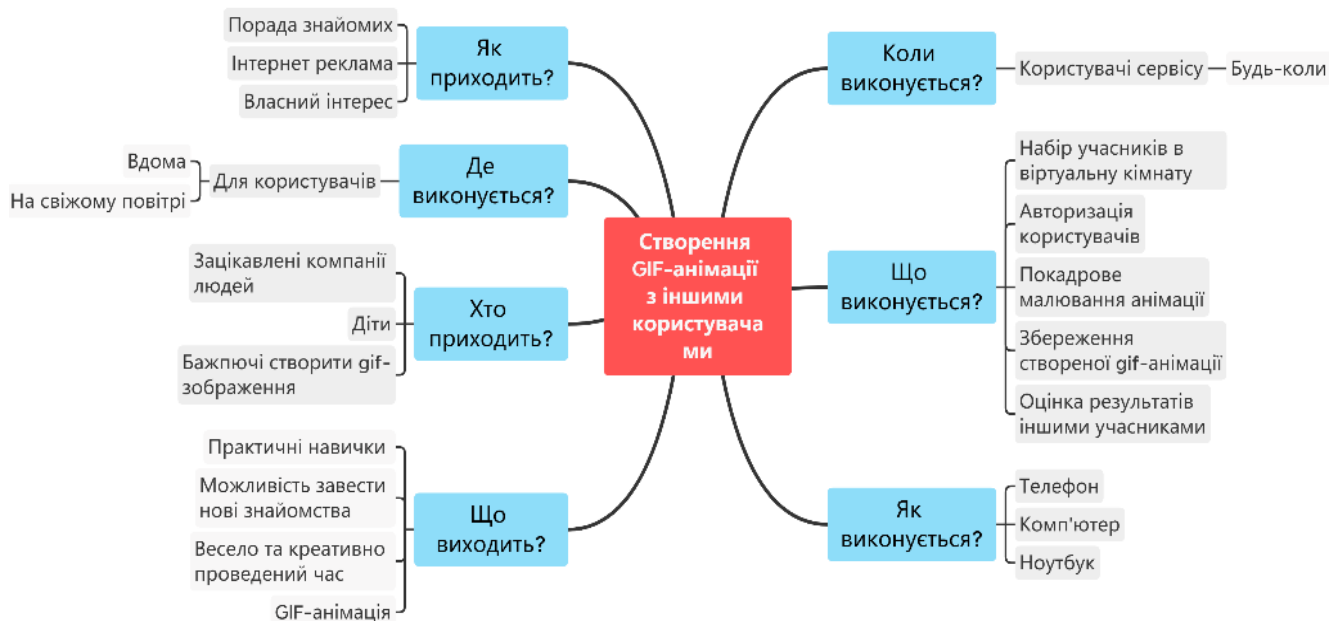 Порада знайомих
Інтернет реклама
Власний інтерес
Як
приходить?
Вдома
На свіжому повітрі
Для користувачів
Де
виконується?
Зацікавлені компанії
людей
Діти
Бажпючі створити gif-
зображення
Хто
приходить?
Практичні навички
Можливість завести
нові знайомства
Весело та креативно
проведений час
GIF-анімація
Що
виходить?
Створення
GIF-анімації
з іншими
користувача
ми
Коли
виконується?
Користувачі сервісу
Будь-коли
Що
виконується?
Набір учасників в
віртуальну кімнату
Авторизація
користувачів
Покадрове
малювання анімації
Збереження
створеної gif-анімації
Оцінка результатів
іншими учасниками
Як
виконується?
Телефон
Комп'ютер
Ноутбук